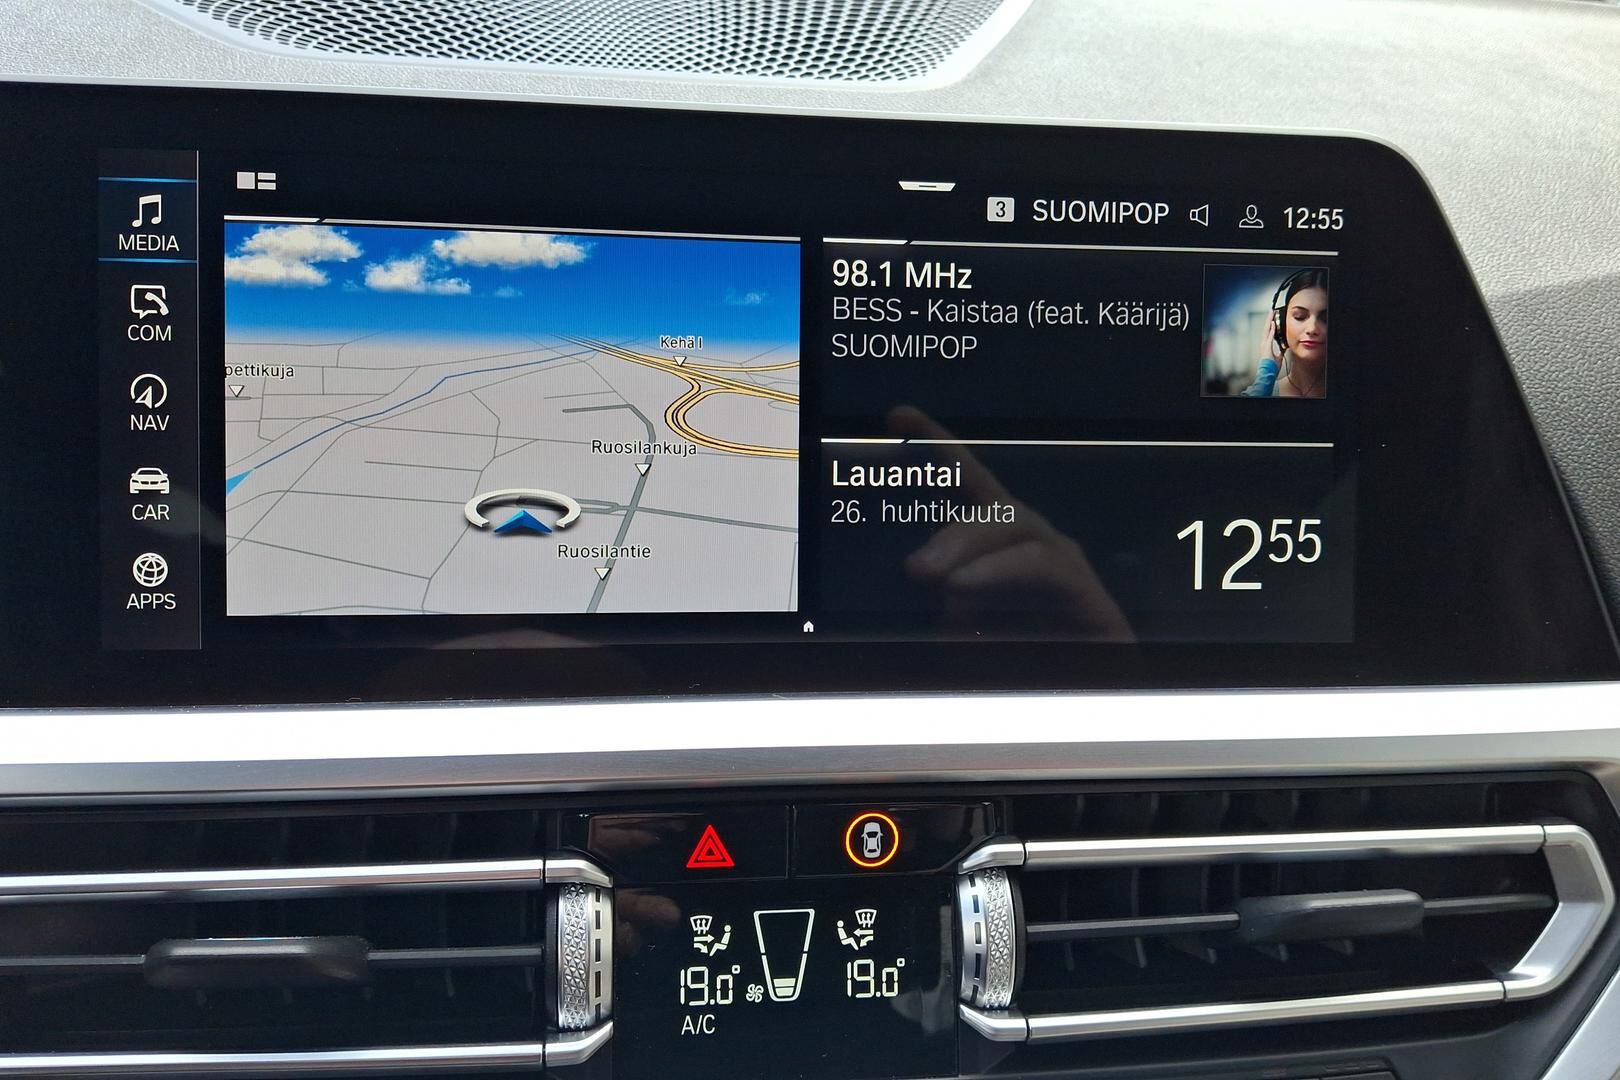 3 SUOMIPOP 12:55
MEDIA
COM
NAV
CAR
APPS
Kehä I
pettikuja
Ruosilankuja
Ruosilantie
98.1 MHz
BESS - Kaistaa (feat. Käärijä)
SUOMIPOP
Lauantai
26. huhtikuuta
12 55
19.0° 19.0°
A/C